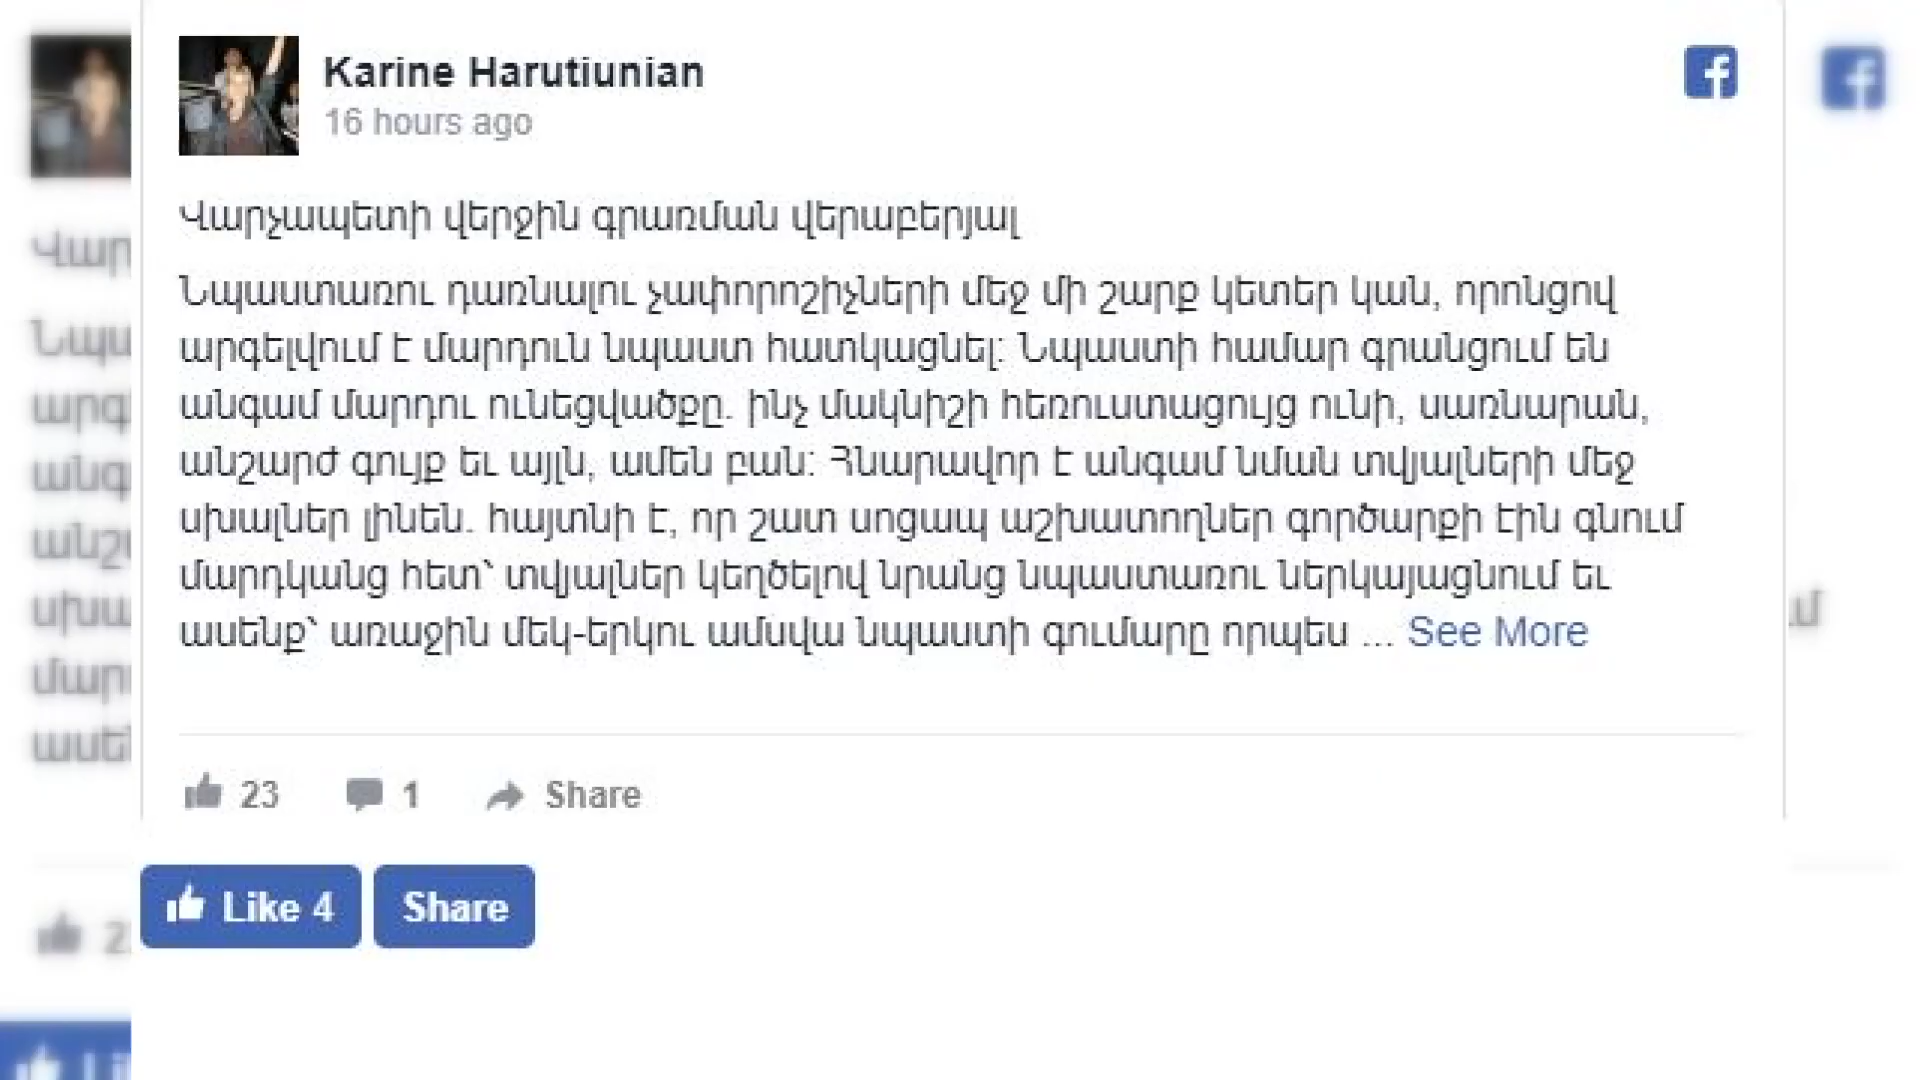 Karine Harutiunian
16 hours ago
Վարչապետի վերջին գրառման վերաբերյալ
Նպաստառու դառնալու չափորոշիչների մեջ մի շարք կետեր կան, որոնցով
արգելվում է մարդուն նպաստ հատկացնել: Նպաստի համար գրանցում են
անգամ մարդու ունեցվածքը. ինչ մակնիշի հեռուստացույց ունի, սառնարան,
անշարժ գույք եւ այլն, ամեն բան: Հնարավոր է անգամ նման տվյալների մեջ
սխալներ լինեն. հայտնի է, որ շատ սոցապ աշխատողներ գործարքի էին գնում
մարդկանց հետ՝ տվյալներ կեղծելով նրանց նպաստառու ներկայացնում եւ
ասենք՝ առաջին մեկ-երկու ամսվա նպաստի գումարը որպես ... See More
23 1 Share
Like 4 Share